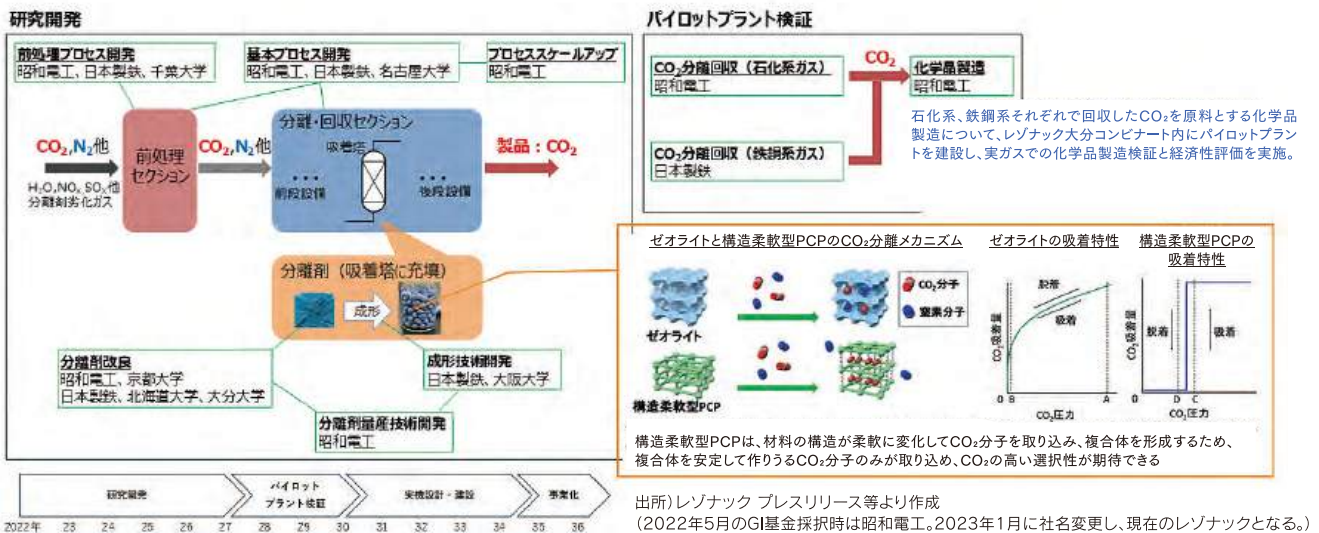 研究開発
前処理プロセス開発
昭和電工、日本製鉄、千葉大学
基本プロセス開発
昭和電工、日本製鉄、名古屋大学
プロセススケールアップ
昭和電工
CO₂,N₂他
H₂O,NOₓ,SOₓ他
分離剤劣化ガス
前処理
セクション
CO₂,N₂他
分離・回収セクション
吸着塔
前段設備
後段設備
製品：CO₂
分離剤（吸着塔に充填）
成形
分離剤改良
昭和電工、京都大学
日本製鉄、北海道大学、大分大学
成形技術開発
日本製鉄、大阪大学
分離剤量産技術開発
昭和電工
パイロットプラント検証
CO₂分離回収（石化系ガス）
昭和電工
CO₂
化学品製造
昭和電工
CO₂分離回収（鉄鋼系ガス）
日本製鉄
石化系、鉄鋼系それぞれで回収したCO₂を原料とする化学品
製造について、レゾナック大分コンビナート内にパイロットプラン
トを建設し、実ガスでの化学品製造検証と経済性評価を実施。
ゼオライトと構造柔軟型PCPのCO₂分離メカニズム
ゼオライト
構造柔軟型PCP
CO₂分子
窒素分子
ゼオライトの吸着特性
CO₂吸着量
脱着
吸着
0 B A
CO₂圧力
構造柔軟型PCPの
吸着特性
CO₂吸着量
脱着
吸着
0 D C
CO₂圧力
構造柔軟型PCPは、材料の構造が柔軟に変化してCO₂分子を取り込み、複合体を形成するため、
複合体を安定して作りうるCO₂分子のみが取り込め、CO₂の高い選択性が期待できる
研究開発
パイロット
プラント検証
実機設計・建設
事業化
2022年 23 24 25 26 27 28 29 30 31 32 33 34 35 36
出所）レゾナック プレスリリース等より作成
（2022年5月のGI基金採択時は昭和電工。2023年1月に社名変更し、現在のレゾナックとなる。）